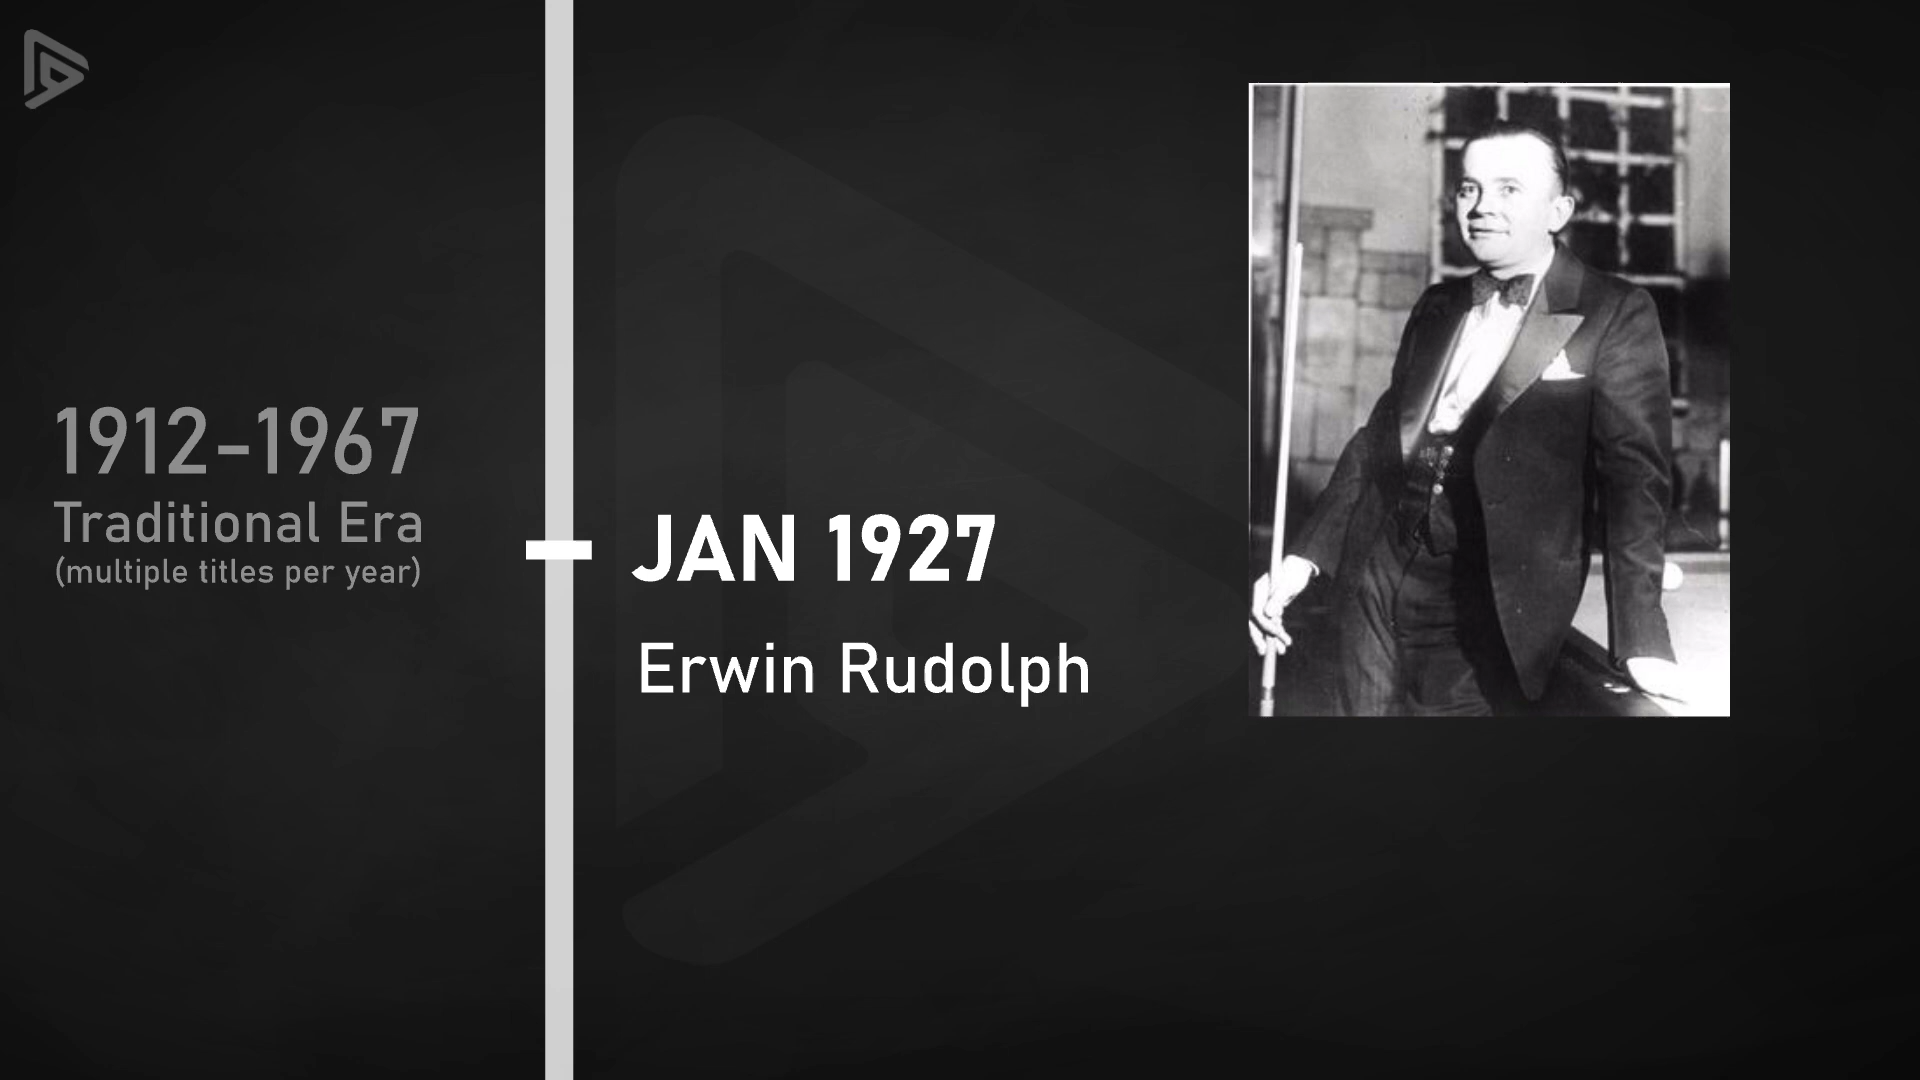 1912-1967
Traditional Era
(multiple titles per year)
JAN 1927
Erwin Rudolph